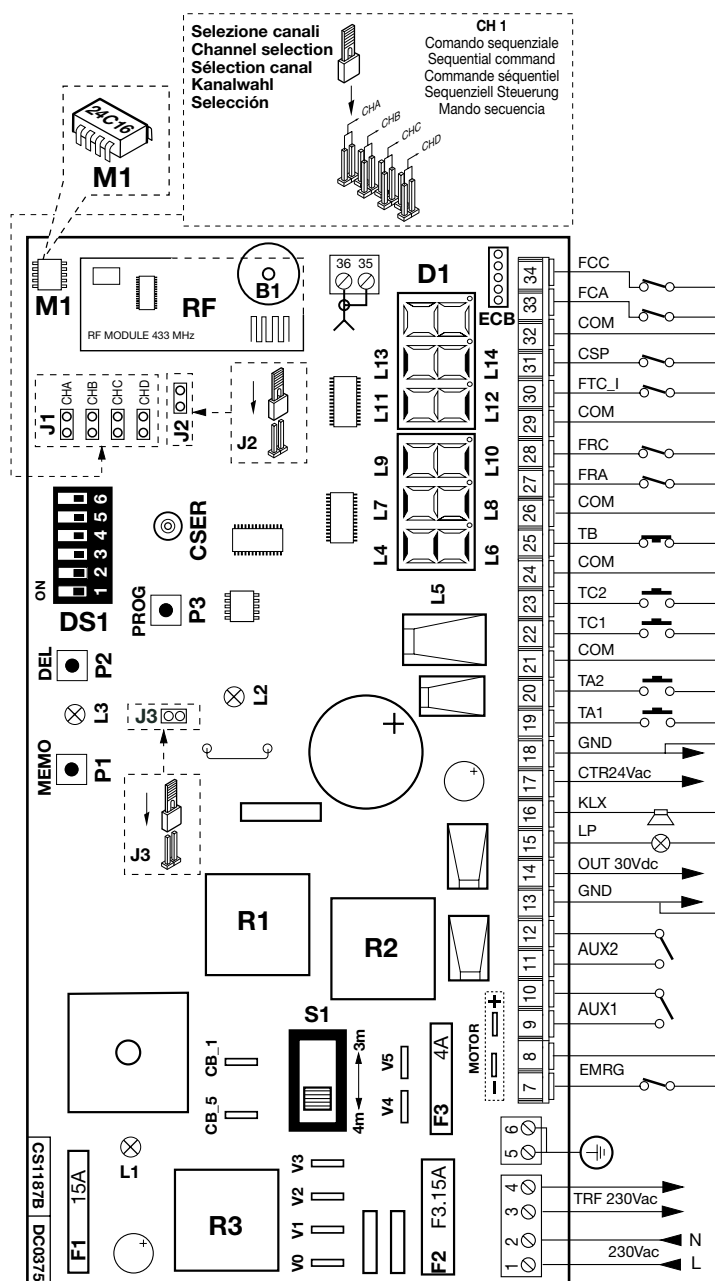 Selezione canali
Channel selection
Sélection canal
Kanalwahl
Selección
CH 1
Comando sequenziale
Sequential command
Commande séquentiel
Sequenziell Steuerung
Mando secuencia
CHA
CHB
CHC
CHD
24C16
M1
M1
RF
B1
RF MODULE 433 MHz
36 35
D1
ECB
L13 L14
L11 L12
L9 L10
L7 L8
L4 L6
L5
J1
CHA
CHB
CHC
CHD
J2
J2
ON
1 2 3 4 5 6
DS1
CSER
PROG
P3
DEL
P2
L3
L2
MEMO
P1
J3
J3
R1
R2
R3
S1
3m
4m
CB_1
CB_5
V5
V4
4A
F3
MOTOR
+
-
L1
CS1187B DC0375
15A
F1
V3
V2
V1
V0
F3.15A
F2
34 FCC
33 FCA
32 COM
31 CSP
30 FTC_I
29 COM
28 FRC
27 FRA
26 COM
25 TB
24 COM
23 TC2
22 TC1
21 COM
20 TA2
19 TA1
18 GND
17 CTR24Vac
16 KLX
15 LP
14 OUT 30Vdc
13 GND
12
11
AUX2
10
9
AUX1
8
7
EMRG
6
5
4
3
TRF 230Vac
2 N
1 L
230Vac